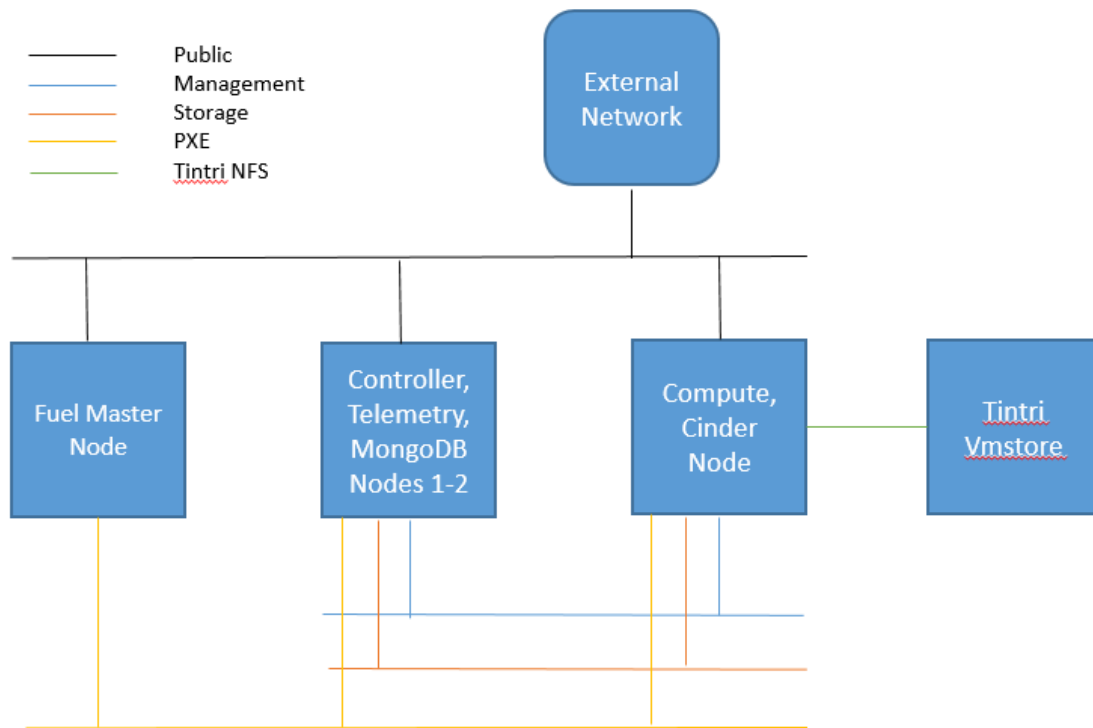 Public
Management
Storage
PXE
Tintri NFS
External
Network
Fuel Master
Node
Controller,
Telemetry,
MongoDB
Nodes 1-2
Compute,
Cinder
Node
Tintri
Vmstore